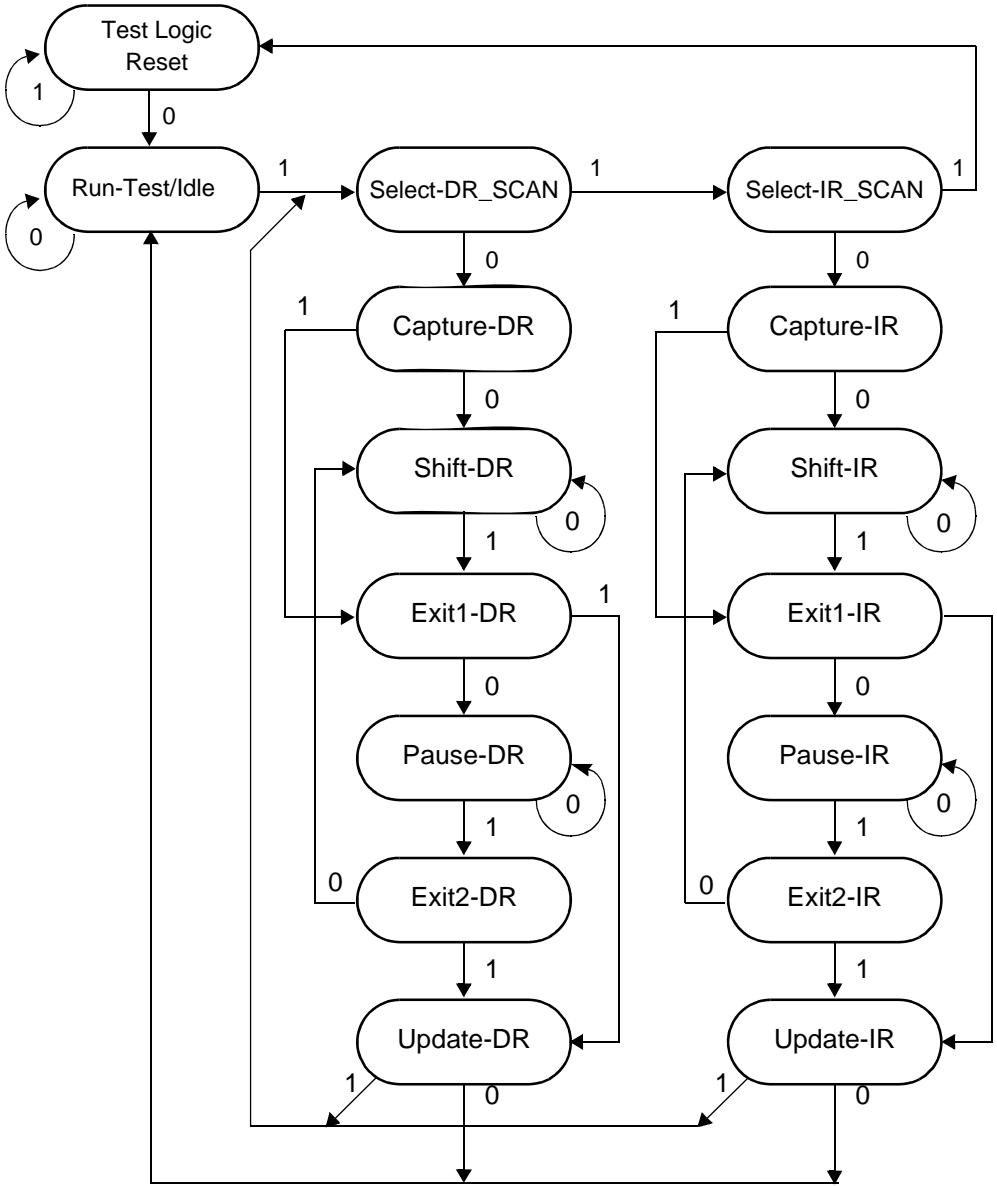 Test Logic
Reset
1
0
Run-Test/Idle
0
1
Select-DR_SCAN
1
Select-IR_SCAN
1
0
0
1
Capture-DR
1
Capture-IR
0
0
Shift-DR
0
Shift-IR
0
1
1
Exit1-DR
1
Exit1-IR
0
0
Pause-DR
0
Pause-IR
0
1
1
0
Exit2-DR
0
Exit2-IR
1
1
Update-DR
Update-IR
1
0
1
0